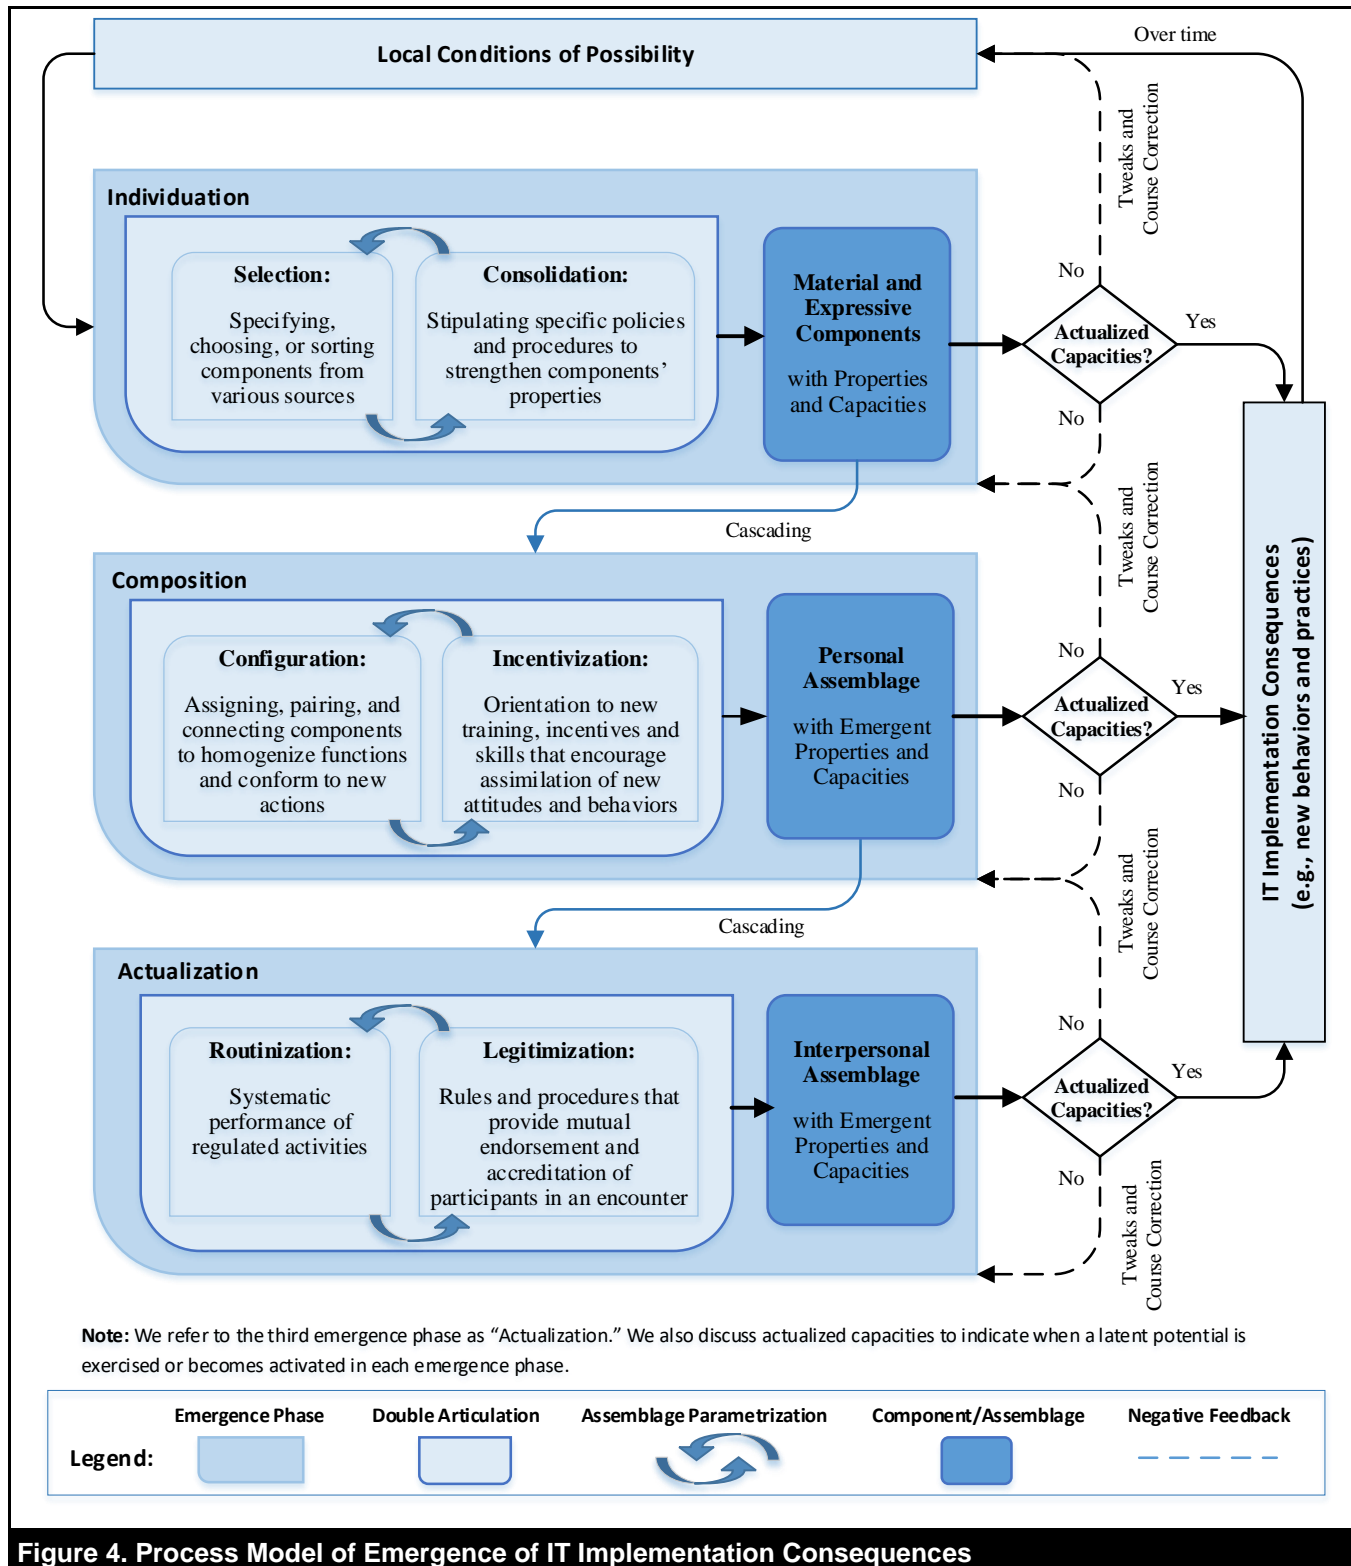 Over time
Local Conditions of Possibility
Tweaks and
Course Correction
Individuation
Selection:
Specifying,
choosing, or sorting
components from
various sources
Consolidation:
Stipulating specific policies
and procedures to
strengthen components’
properties
Material and
Expressive
Components
with Properties
and Capacities
No
Actualized
Capacities?
Yes
No
Cascading
Tweaks and
Course Correction
IT Implementation Consequences
(e.g., new behaviors and practices)
Composition
Configuration:
Assigning, pairing, and
connecting components
to homogenize functions
and conform to new
actions
Incentivization:
Orientation to new
training, incentives and
skills that encourage
assimilation of new
attitudes and behaviors
Personal
Assemblage
with Emergent
Properties and
Capacities
No
Actualized
Capacities?
Yes
No
Cascading
Tweaks and
Course Correction
Actualization
Routinization:
Systematic
performance of
regulated activities
Legitimization:
Rules and procedures that
provide mutual
endorsement and
accreditation of
participants in an encounter
Interpersonal
Assemblage
with Emergent
Properties and
Capacities
No
Actualized
Capacities?
Yes
No
Tweaks and
Course Correction
Note: We refer to the third emergence phase as “Actualization.” We also discuss actualized capacities to indicate when a latent potential is
exercised or becomes activated in each emergence phase.
Legend:
Emergence Phase
Double Articulation
Assemblage Parametrization
Component/Assemblage
Negative Feedback
Figure 4. Process Model of Emergence of IT Implementation Consequences